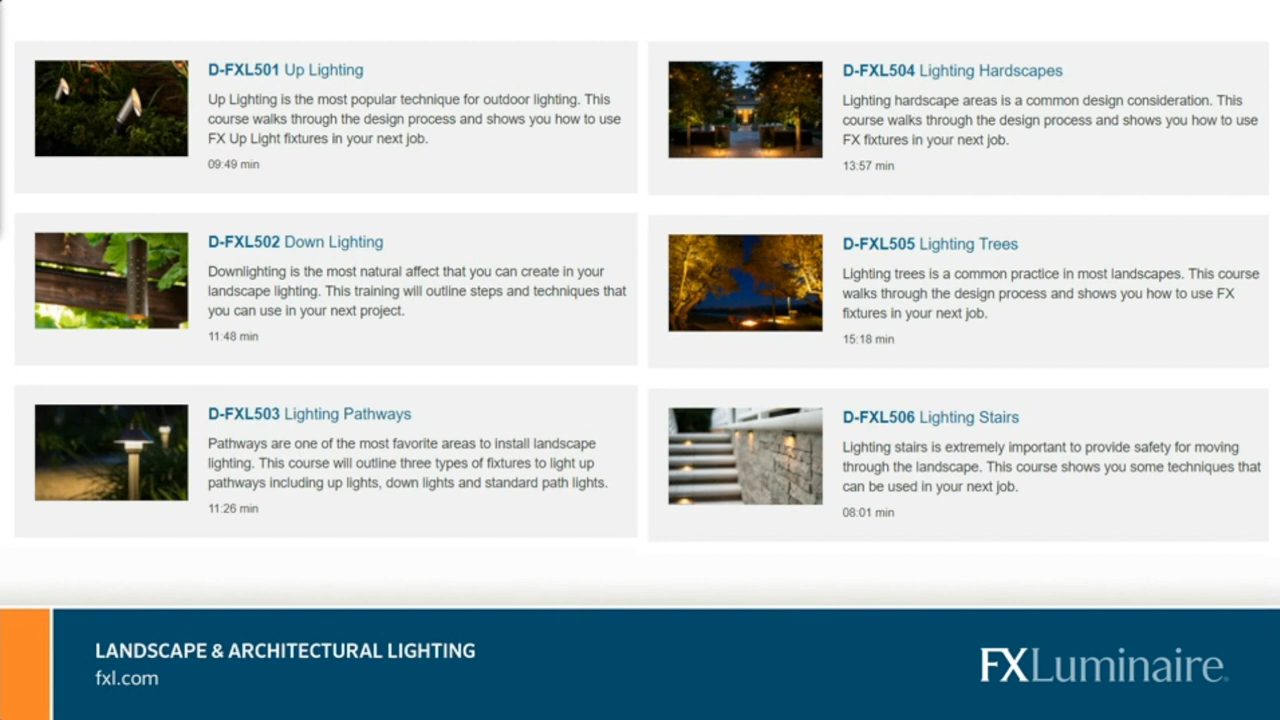 D-FXL501 Up Lighting
Up Lighting is the most popular technique for outdoor lighting. This
course walks through the design process and shows you how to use
FX Up Light fixtures in your next job.
09:49 min
D-FXL502 Down Lighting
Downlighting is the most natural affect that you can create in your
landscape lighting. This training will outline steps and techniques that
you can use in your next project.
11:48 min
D-FXL503 Lighting Pathways
Pathways are one of the most favorite areas to install landscape
lighting. This course will outline three types of fixtures to light up
pathways including up lights, down lights and standard path lights.
11:26 min
D-FXL504 Lighting Hardscapes
Lighting hardscape areas is a common design consideration. This
course walks through the design process and shows you how to use
FX fixtures in your next job.
13:57 min
D-FXL505 Lighting Trees
Lighting trees is a common practice in most landscapes. This course
walks through the design process and shows you how to use FX
fixtures in your next job.
15:18 min
D-FXL506 Lighting Stairs
Lighting stairs is extremely important to provide safety for moving
through the landscape. This course shows you some techniques that
can be used in your next job.
08:01 min
LANDSCAPE & ARCHITECTURAL LIGHTING
fxl.com
FXLuminaire.